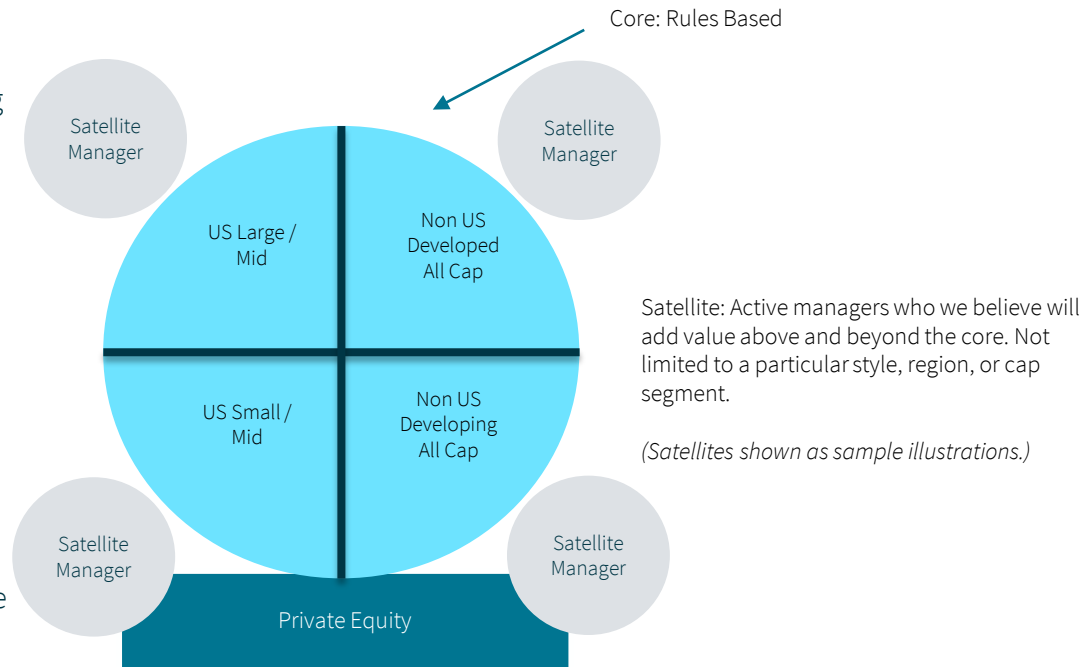 Core: Rules Based
Satellite
Manager
Satellite
Manager
US Large /
Mid
Non US
Developed
All Cap
Satellite: Active managers who we believe will
add value above and beyond the core. Not
limited to a particular style, region, or cap
segment.
(Satellites shown as sample illustrations.)
US Small /
Mid
Non US
Developing
All Cap
Satellite
Manager
Satellite
Manager
Private Equity